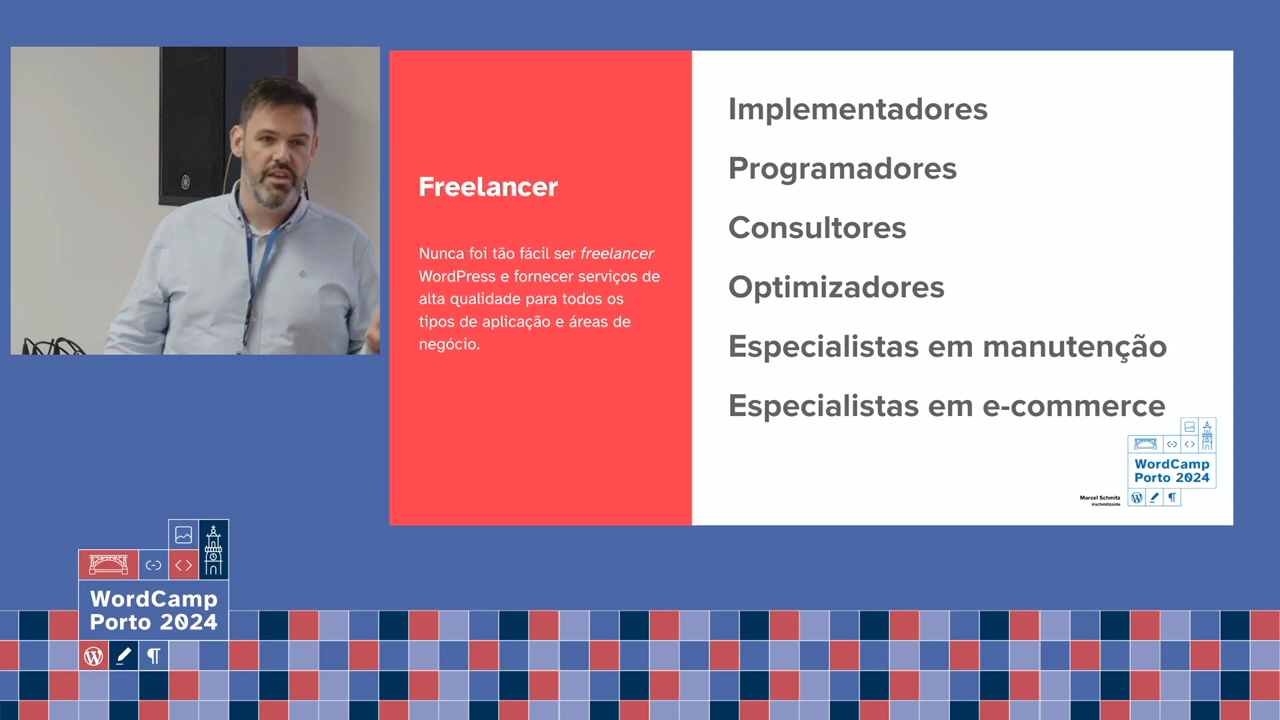 Freelancer
Nunca foi tão fácil ser freelancer
WordPress e fornecer serviços de
alta qualidade para todos os
tipos de aplicação e áreas de
negócio.
Implementadores
Programadores
Consultores
Optimizadores
Especialistas em manutenção
Especialistas em e-commerce
WordCamp
Porto 2024
Marcel Schmitz
@schmitzoide
WordCamp
Porto 2024